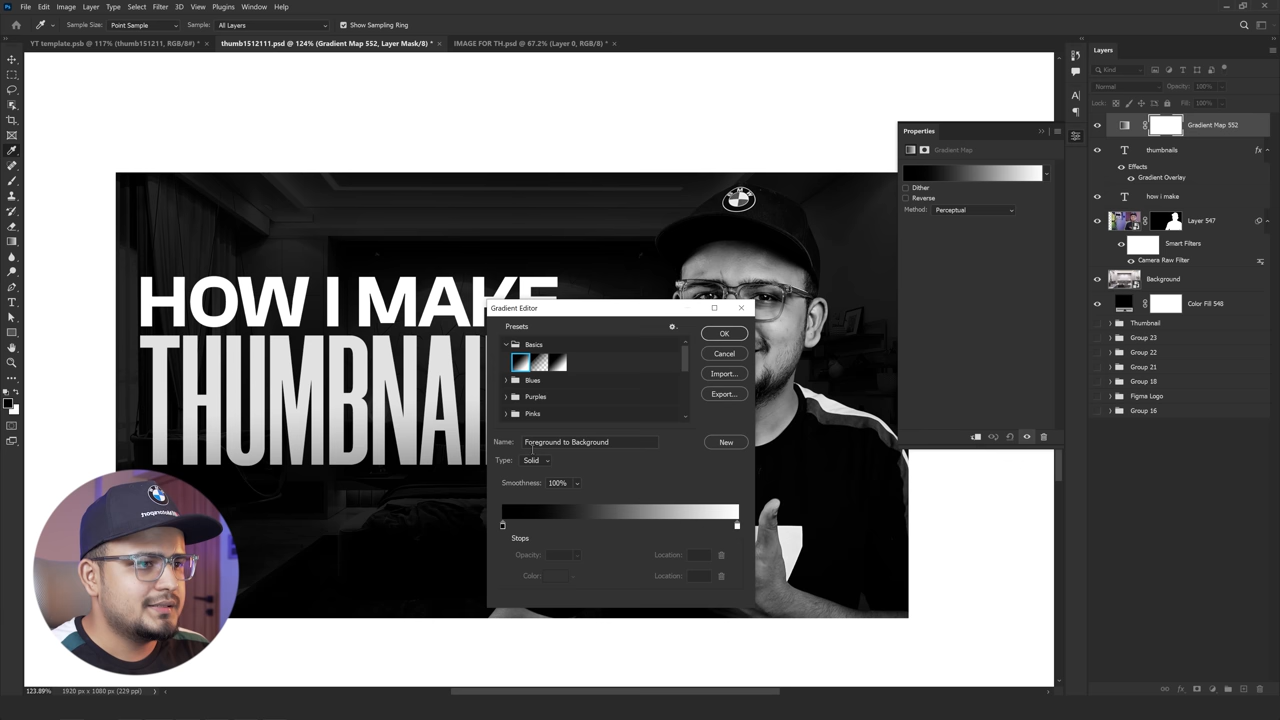 Ps File Edit Image Layer Type Select Filter 3D View Plugins Window Help
Sample Size: Point Sample Sample: All Layers Show Sampling Ring
YT template.psb @ 117% (thumb151211, RGB/8#) * × thumb1512111.psd @ 124% (Gradient Map 552, Layer Mask/8) * × IMAGE FOR TH.psd @ 67.2% (Layer 0, RGB/8) * ×
Layers
Kind
Normal Opacity: 100%
Lock: Fill: 100%
Gradient Map 552
thumbnails fx
Effects
Gradient Overlay
how i make
Layer 547
Smart Filters
Camera Raw Filter
Background
Color Fill 548
Thumbnail
Group 23
Group 22
Group 21
Group 18
Figma Logo
Group 16
Properties
Gradient Map
Dither
Reverse
Method: Perceptual
BMW
HOW I MAKE
THUMBNAI
Gradient Editor
Presets
Basics
Blues
Purples
Pinks
OK
Cancel
Import...
Export...
Name: Foreground to Background
New
Type: Solid
Smoothness: 100%
Stops
Opacity: Location:
Color: Location:
123.89% 1920 px x 1080 px (229 ppi)